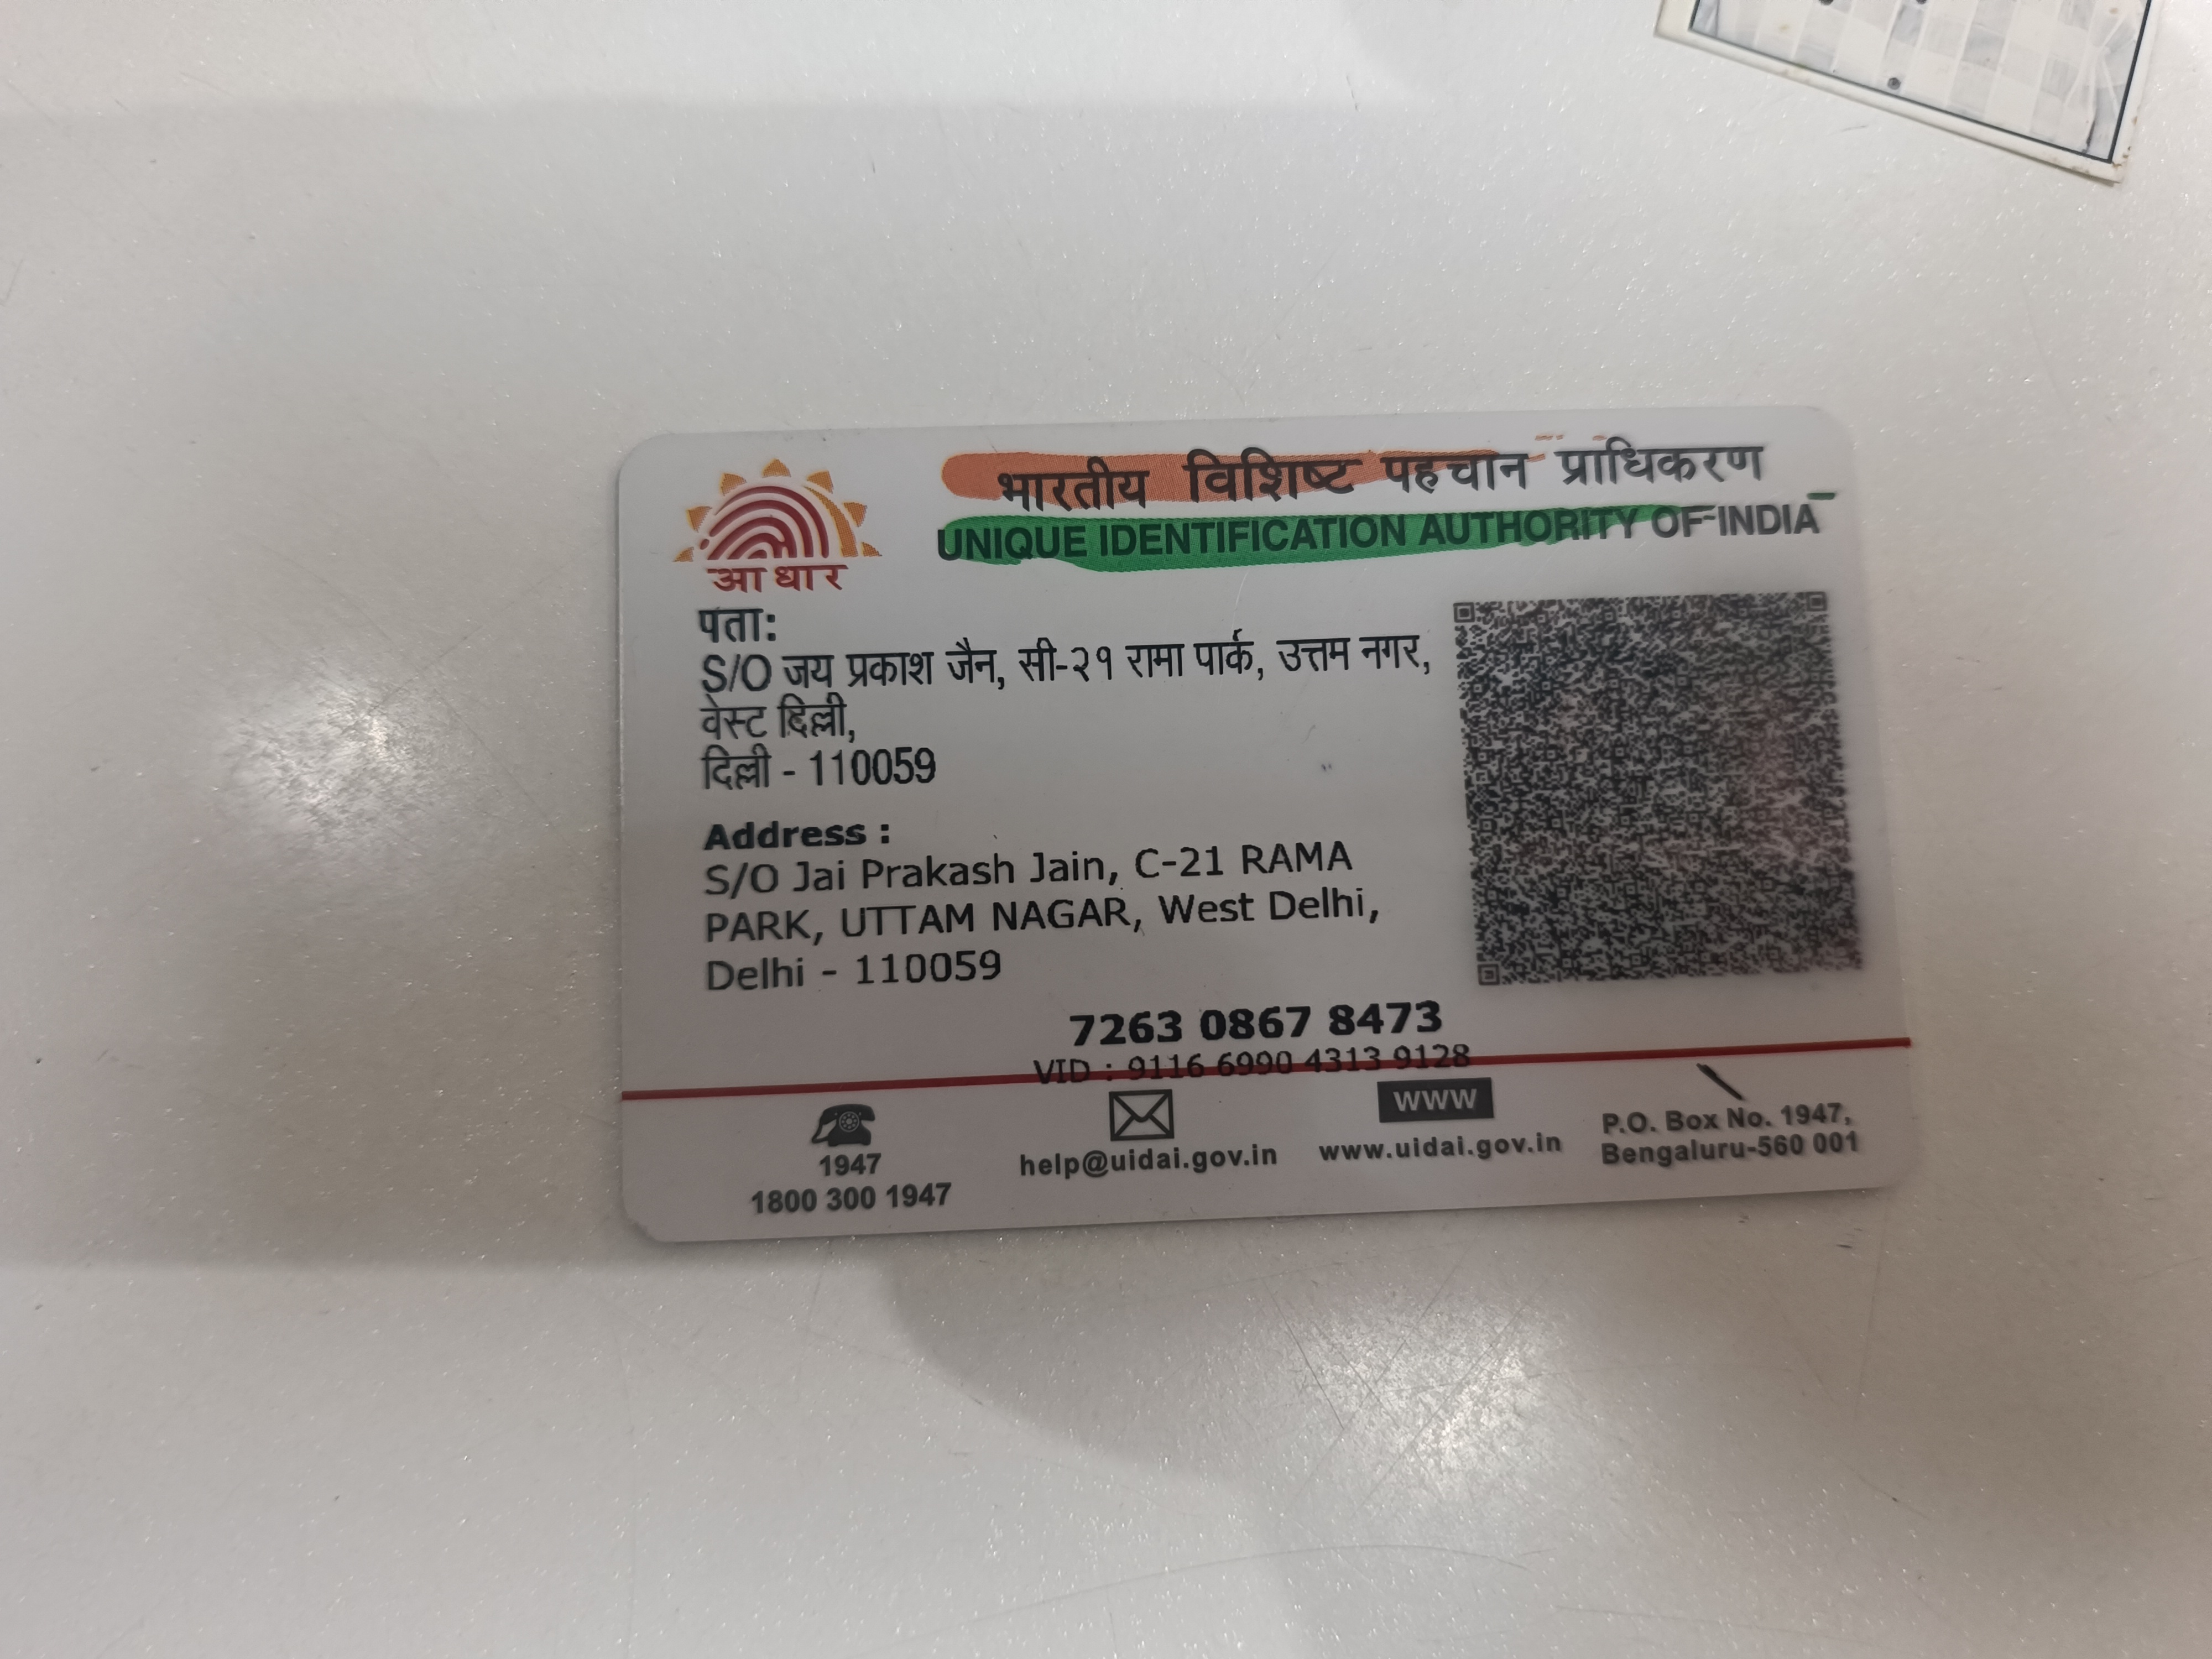 भारतीय विशिष्ट पहचान प्राधिकरण
UNIQUE IDENTIFICATION AUTHORITY OF INDIA
आधार
पता:
S/O जय प्रकाश जैन, सी-२१ रामा पार्क, उत्तम नगर,
वेस्ट दिल्ली,
दिल्ली - 110059
Address :
S/O Jai Prakash Jain, C-21 RAMA
PARK, UTTAM NAGAR, West Delhi,
Delhi - 110059
7263 0867 8473
VID : 9116 6990 4313 9128
1947
1800 300 1947
help@uidai.gov.in
www
www.uidai.gov.in
P.O. Box No. 1947,
Bengaluru-560 001